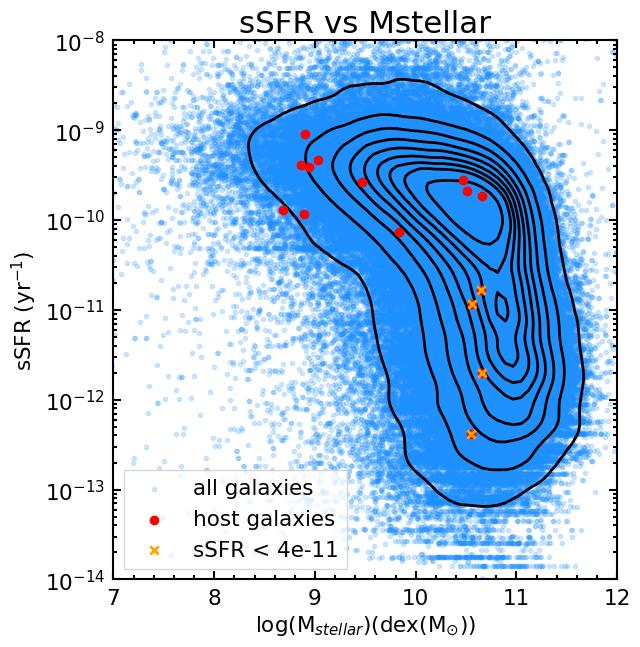 sSFR vs Mstellar
10⁻⁸
10⁻⁹
10⁻¹⁰
10⁻¹¹
10⁻¹²
10⁻¹³
10⁻¹⁴
sSFR (yr⁻¹)
all galaxies
host galaxies
sSFR < 4e-11
7 8 9 10 11 12
log(M_stellar)(dex(M_⊙))